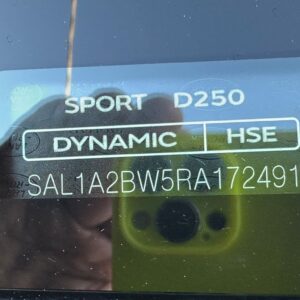 SPORT D250
DYNAMIC HSE
SAL1A2BW5RA172491